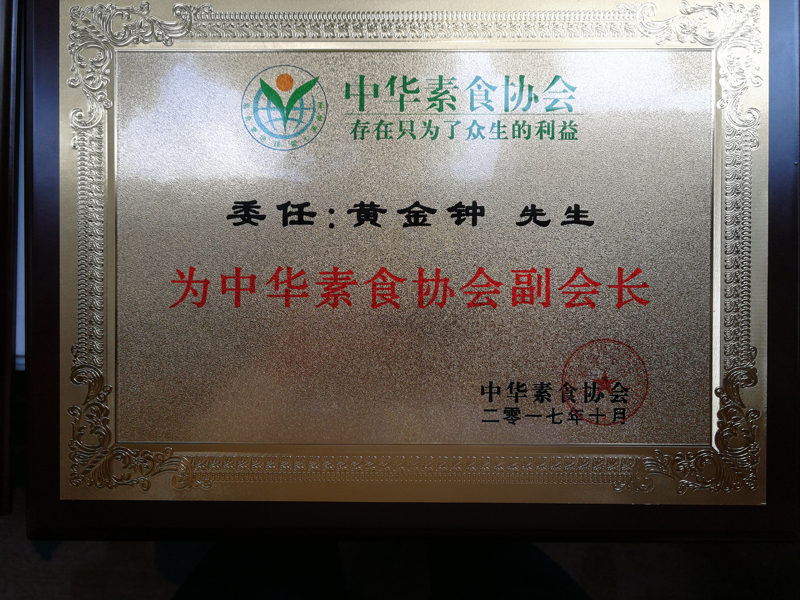 中华素食协会
存在只为了众生的利益
委任:黄金钟 先生
为中华素食协会副会长
中华素食协会
二零一七年十月